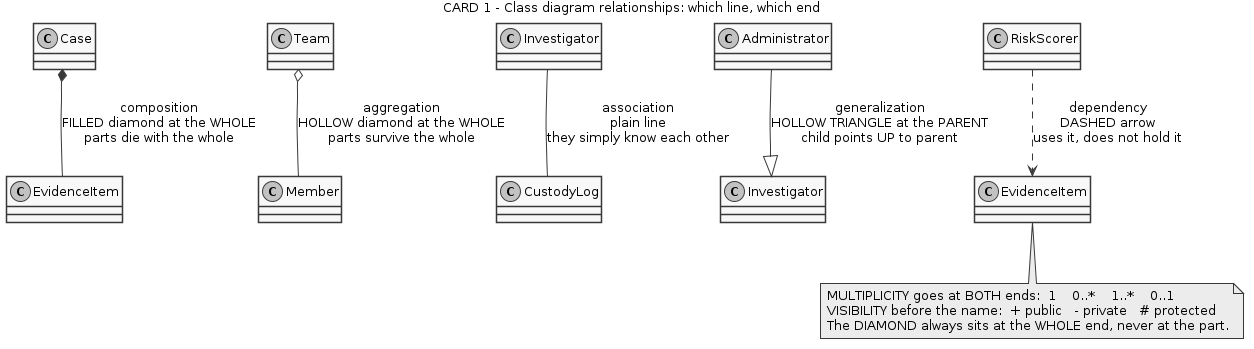 CARD 1 - Class diagram relationships: which line, which end
C Case
C Team
C Investigator
C Administrator
C RiskScorer
composition
FILLED diamond at the WHOLE
parts die with the whole
aggregation
HOLLOW diamond at the WHOLE
parts survive the whole
association
plain line
they simply know each other
generalization
HOLLOW TRIANGLE at the PARENT
child points UP to parent
dependency
DASHED arrow
uses it, does not hold it
C EvidenceItem
C Member
C CustodyLog
C Investigator
C EvidenceItem
MULTIPLICITY goes at BOTH ends:  1    0..*    1..*    0..1
VISIBILITY before the name:  + public   - private   # protected
The DIAMOND always sits at the WHOLE end, never at the part.